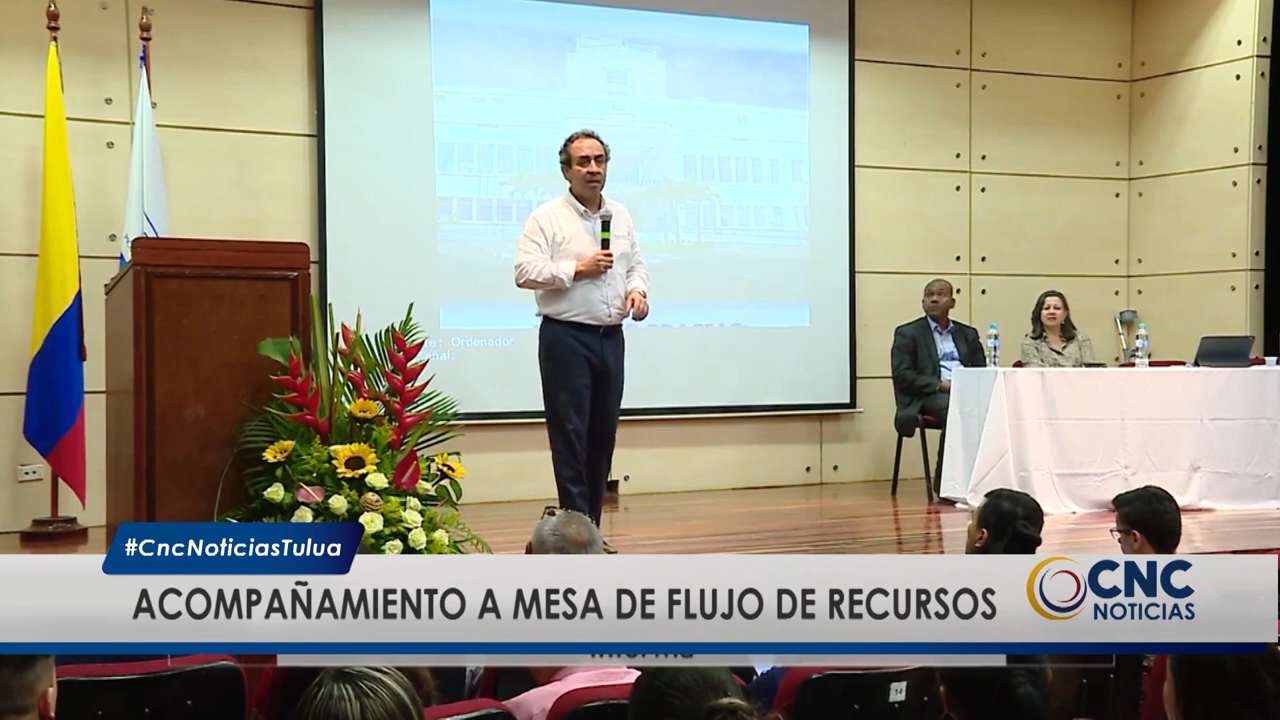 #CncNoticiasTulua
ACOMPAÑAMIENTO A MESA DE FLUJO DE RECURSOS
CNC
NOTICIAS
Ordenador
14